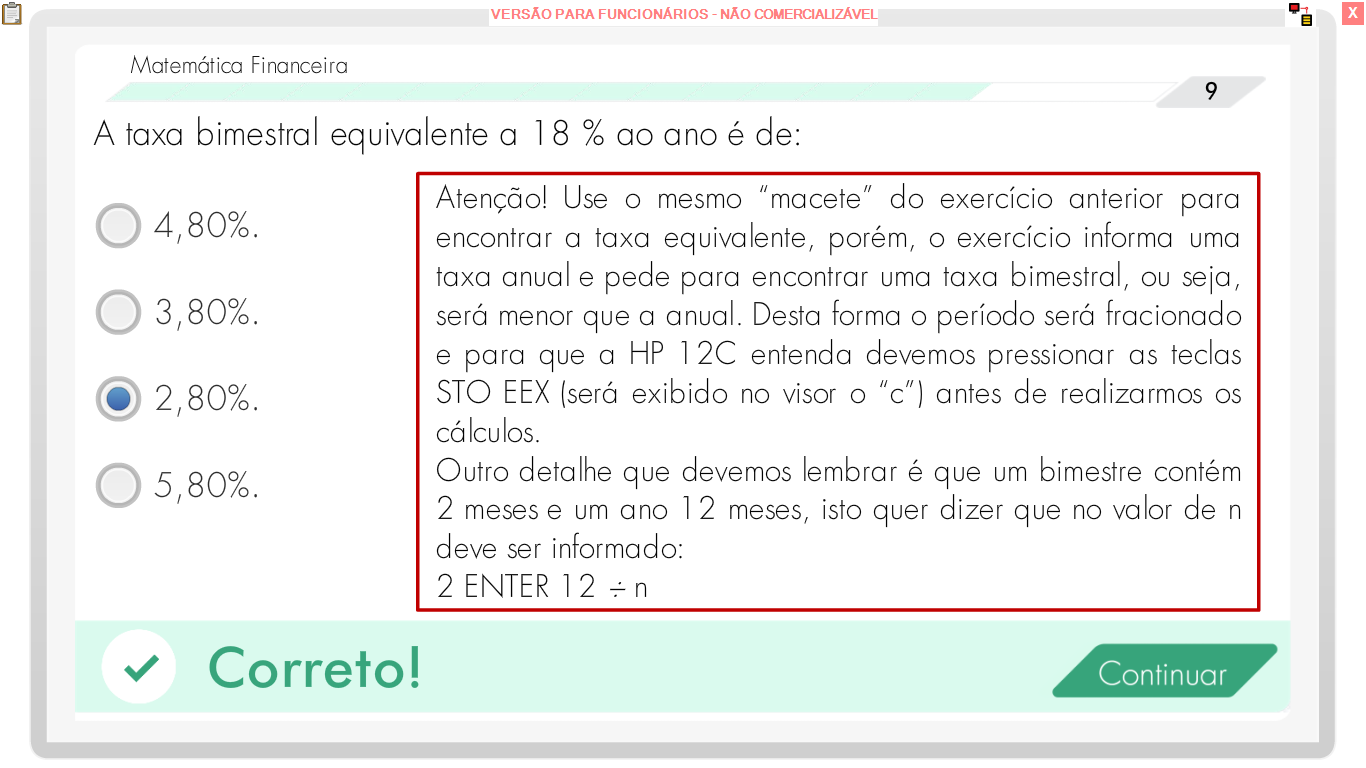 VERSÃO PARA FUNCIONÁRIOS - NÃO COMERCIALIZÁVEL
X
Matemática Financeira
9
A taxa bimestral equivalente a 18 % ao ano é de:
4,80%.
3,80%.
2,80%.
5,80%.
Atenção! Use o mesmo “macete” do exercício anterior para
encontrar a taxa equivalente, porém, o exercício informa uma
taxa anual e pede para encontrar uma taxa bimestral, ou seja,
será menor que a anual. Desta forma o período será fracionado
e para que a HP 12C entenda devemos pressionar as teclas
STO EEX (será exibido no visor o “c”) antes de realizarmos os
cálculos.
Outro detalhe que devemos lembrar é que um bimestre contém
2 meses e um ano 12 meses, isto quer dizer que no valor de n
deve ser informado:
2 ENTER 12 ÷ n
Correto!
Continuar